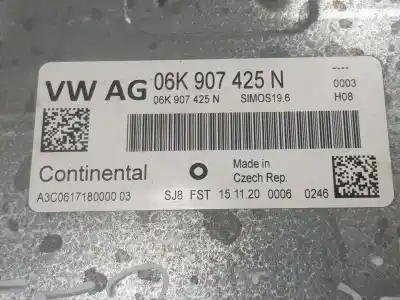 VW AG 06K 907 425 N ----
06K 907 425 N SIMOS19.6 0003
H08
Continental Made in
Czech Rep.
A3C0617180000 03 SJ8 FST 15.11.20 0006 0246